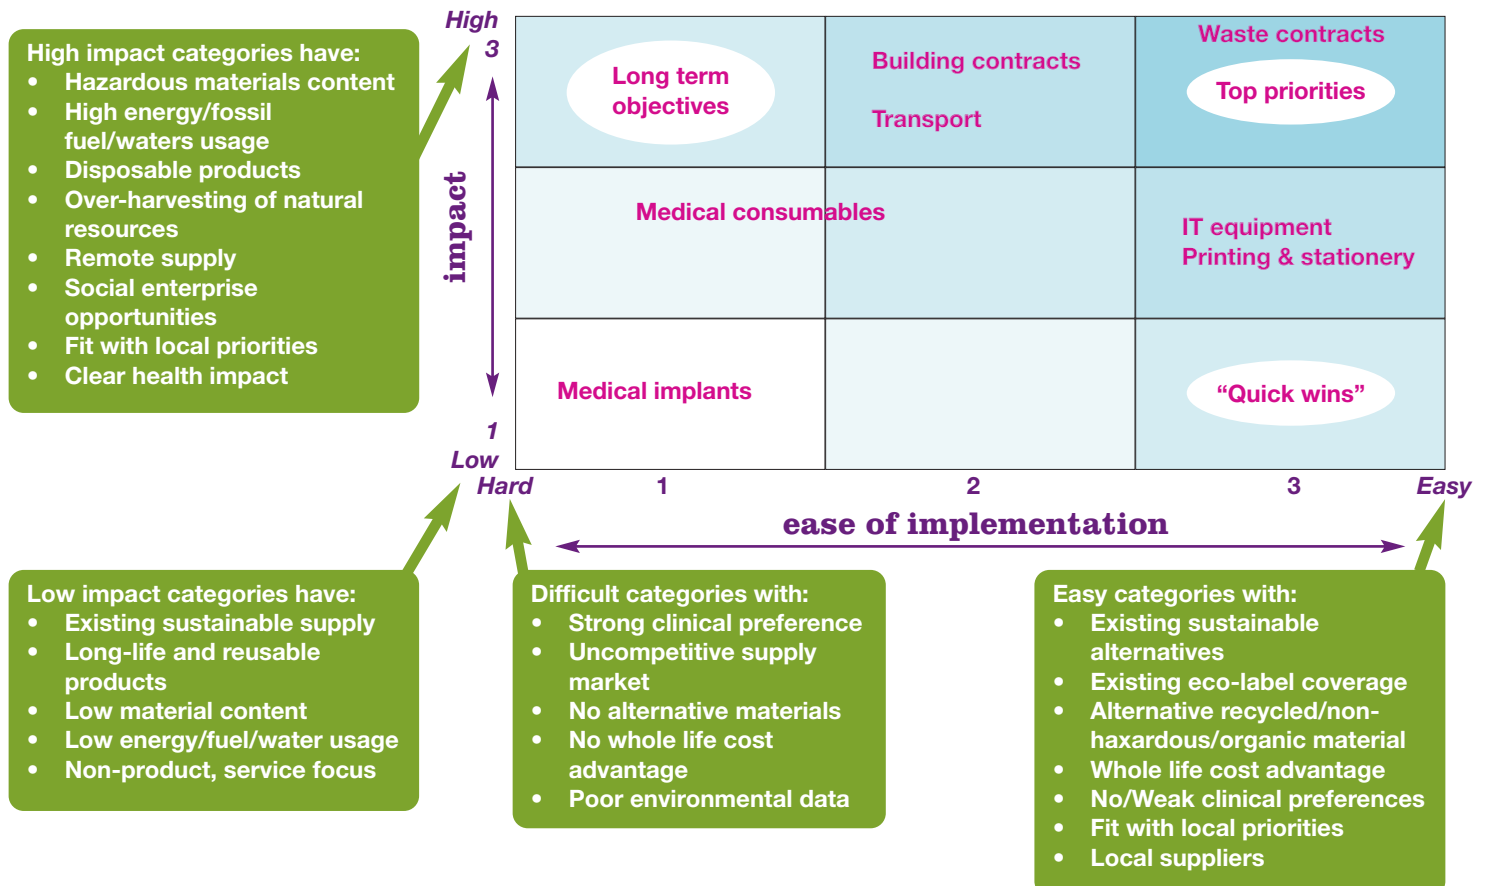 High impact categories have:
• Hazardous materials content
• High energy/fossil
fuel/waters usage
• Disposable products
• Over-harvesting of natural
resources
• Remote supply
• Social enterprise
opportunities
• Fit with local priorities
• Clear health impact
High
3
impact
1
Low
Long term
objectives
Building contracts
Transport
Waste contracts
Top priorities
Medical consumables
IT equipment
Printing & stationery
Medical implants
“Quick wins”
Hard
1
2
3
Easy
ease of implementation
Low impact categories have:
• Existing sustainable supply
• Long-life and reusable
products
• Low material content
• Low energy/fuel/water usage
• Non-product, service focus
Difficult categories with:
• Strong clinical preference
• Uncompetitive supply
market
• No alternative materials
• No whole life cost
advantage
• Poor environmental data
Easy categories with:
• Existing sustainable
alternatives
• Existing eco-label coverage
• Alternative recycled/non-
haxardous/organic material
• Whole life cost advantage
• No/Weak clinical preferences
• Fit with local priorities
• Local suppliers